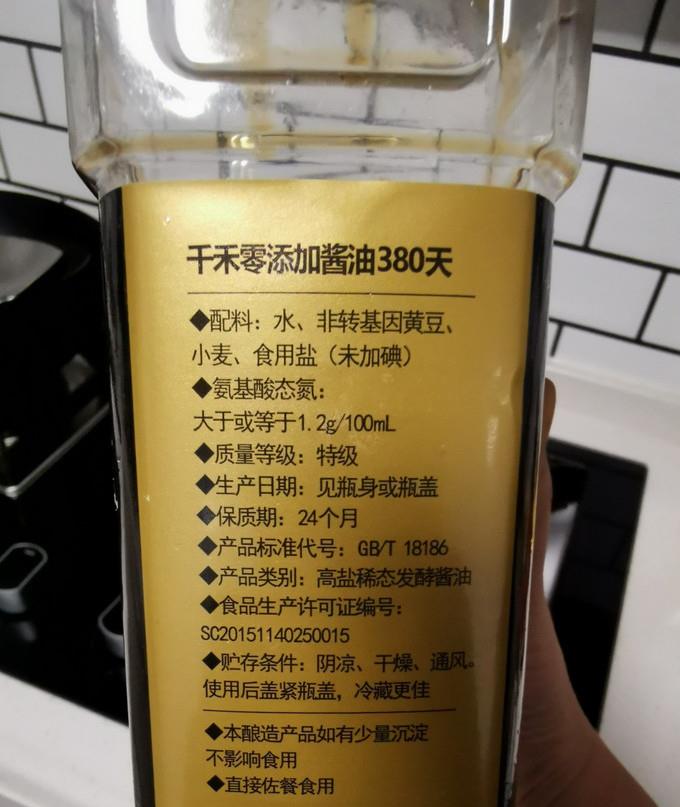 千禾零添加酱油380天
◆配料：水、非转基因黄豆、
小麦、食用盐（未加碘）
◆氨基酸态氮：
大于或等于1.2g/100mL
◆质量等级：特级
◆生产日期：见瓶身或瓶盖
◆保质期：24个月
◆产品标准代号：GB/T 18186
◆产品类别：高盐稀态发酵酱油
◆食品生产许可证编号：
SC20151140250015
◆贮存条件：阴凉、干燥、通风。
使用后盖紧瓶盖，冷藏更佳
◆本酿造产品如有少量沉淀
不影响食用
◆直接佐餐食用